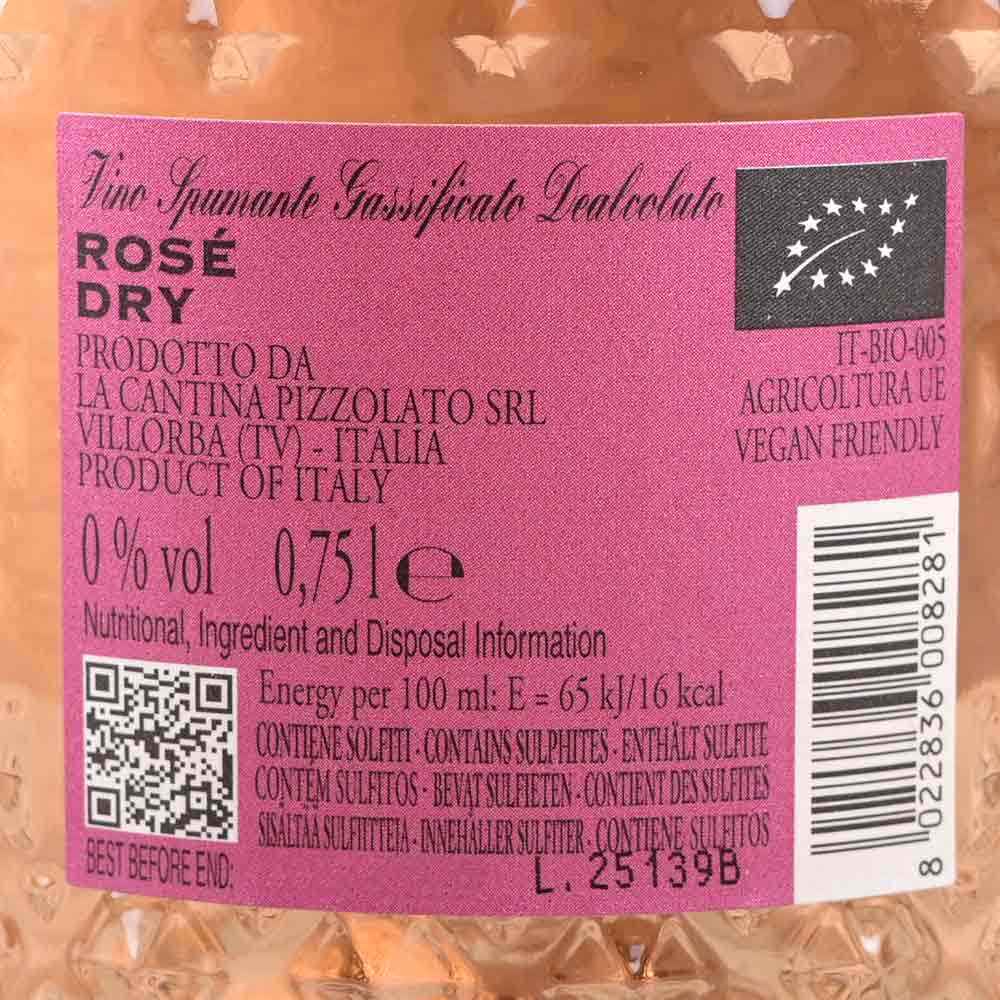 Vino Spumante Gassificato Dealcolato
ROSÉ
DRY
PRODOTTO DA
LA CANTINA PIZZOLATO SRL
VILLORBA (TV) - ITALIA
PRODUCT OF ITALY
IT-BIO-005
AGRICOLTURA UE
VEGAN FRIENDLY
0 % vol 0,75 l e
Nutritional, Ingredient and Disposal Information
Energy per 100 ml: E = 65 kJ/16 kcal
CONTIENE SOLFITI · CONTAINS SULPHITES · ENTHÄLT SULFITE
CONTÉM SULFITOS · BEVAT SULFIETEN · CONTIENT DES SULFITES
SISÄLTÄÄ SULFIITTEJA · INNEHÅLLER SULFITER · CONTIENE SULFITOS
BEST BEFORE END:
L. 25139B
8 022836 008281